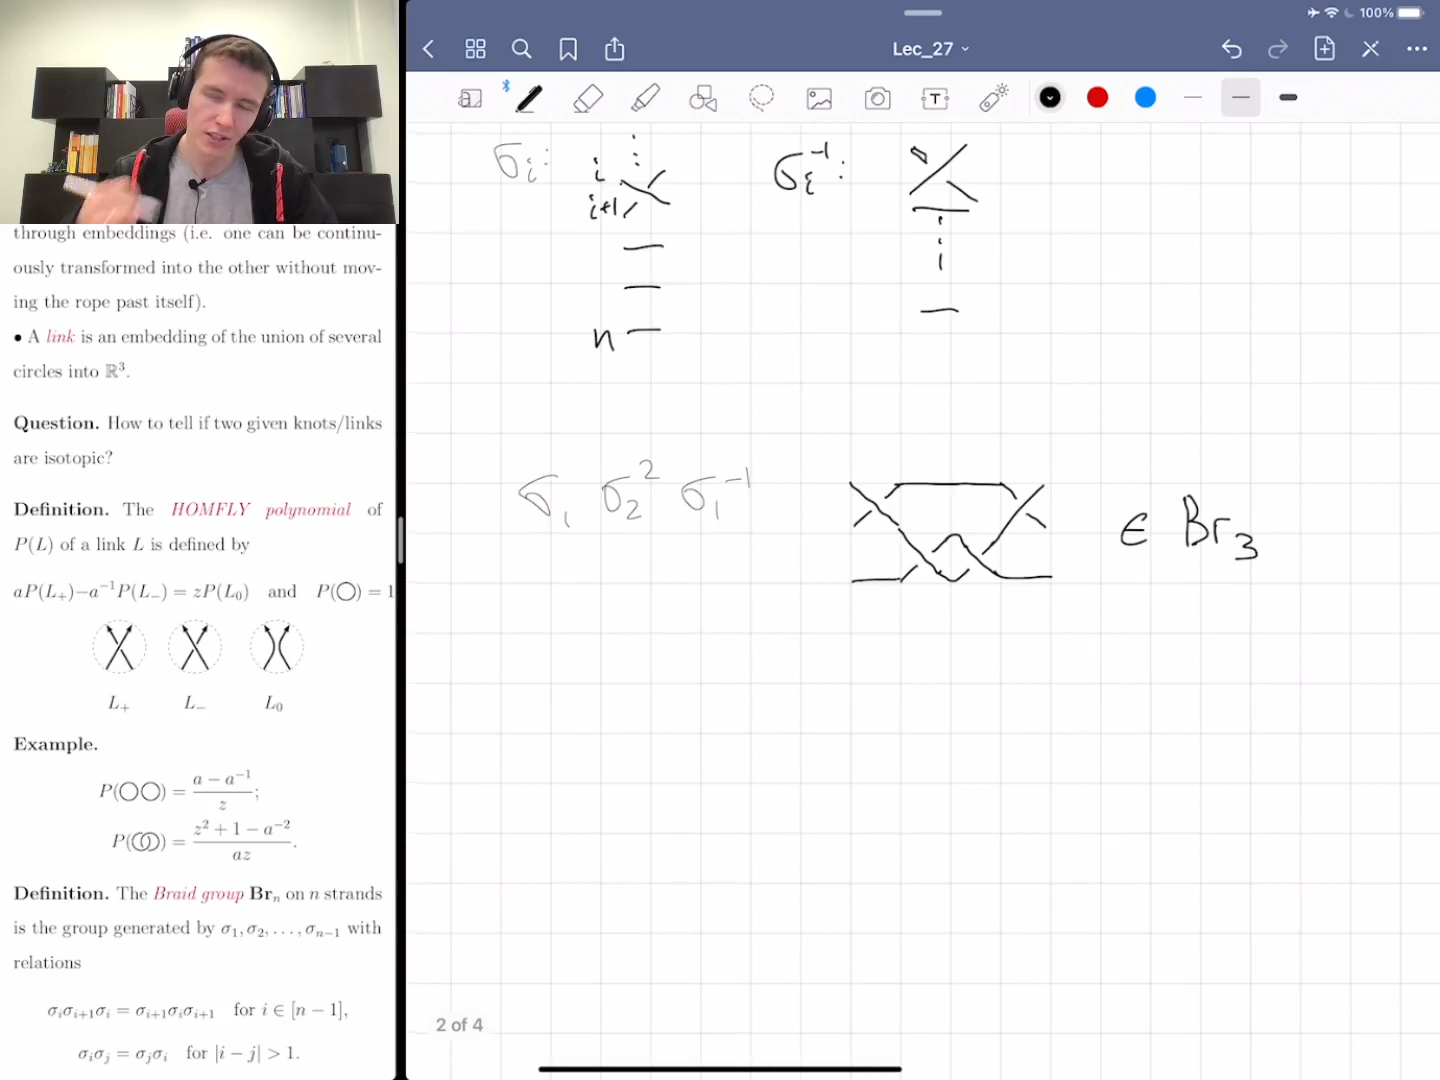 100%
Lec_27
T
through embeddings (i.e. one can be continu-
ously transformed into the other without mov-
ing the rope past itself).
• A link is an embedding of the union of several
circles into ℝ³.
Question. How to tell if two given knots/links
are isotopic?
Definition. The HOMFLY polynomial of
P(L) of a link L is defined by
aP(L₊)−a⁻¹P(L₋) = zP(L₀) and P(◯) = 1
L₊ L₋ L₀
Example.
P(◯◯) = (a − a⁻¹)/z;
P(◯◯) = (z² + 1 − a⁻²)/(az).
Definition. The Braid group Brₙ on n strands
is the group generated by σ₁, σ₂, . . . , σₙ₋₁ with
relations
σᵢσᵢ₊₁σᵢ = σᵢ₊₁σᵢσᵢ₊₁ for i ∈ [n − 1],
σᵢσⱼ = σⱼσᵢ for |i − j| > 1.
σᵢ: i
i+1
n
σᵢ⁻¹:
σ₁ σ₂² σ₁⁻¹ ∈ Br₃
2 of 4